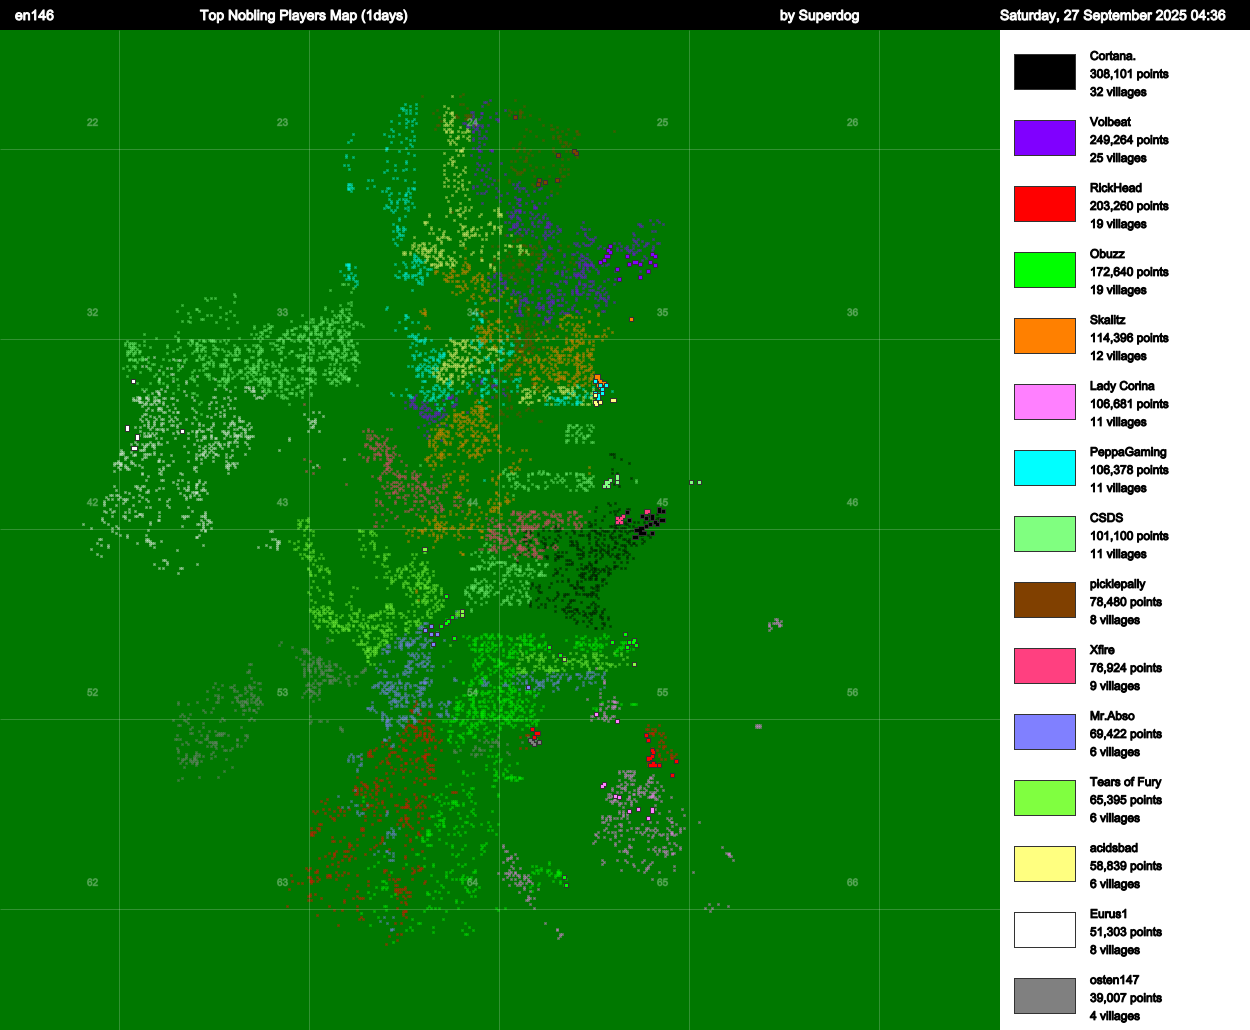 en146 Top Nobling Players Map (1days) by Superdog Saturday, 27 September 2025 04:36
Cortana.
308,101 points
32 villages
Volbeat
249,264 points
25 villages
RickHead
203,260 points
19 villages
Obuzz
172,640 points
19 villages
Skalitz
114,396 points
12 villages
Lady Corina
106,681 points
11 villages
PeppaGaming
106,378 points
11 villages
CSDS
101,100 points
11 villages
picklepally
78,480 points
8 villages
Xfire
76,924 points
9 villages
Mr.Abso
69,422 points
6 villages
Tears of Fury
65,395 points
6 villages
acidsbad
58,839 points
6 villages
Eurus1
51,303 points
8 villages
osten147
39,007 points
4 villages
22 23 24 25 26
32 33 34 35 36
42 43 44 45 46
52 53 54 55 56
62 63 64 65 66